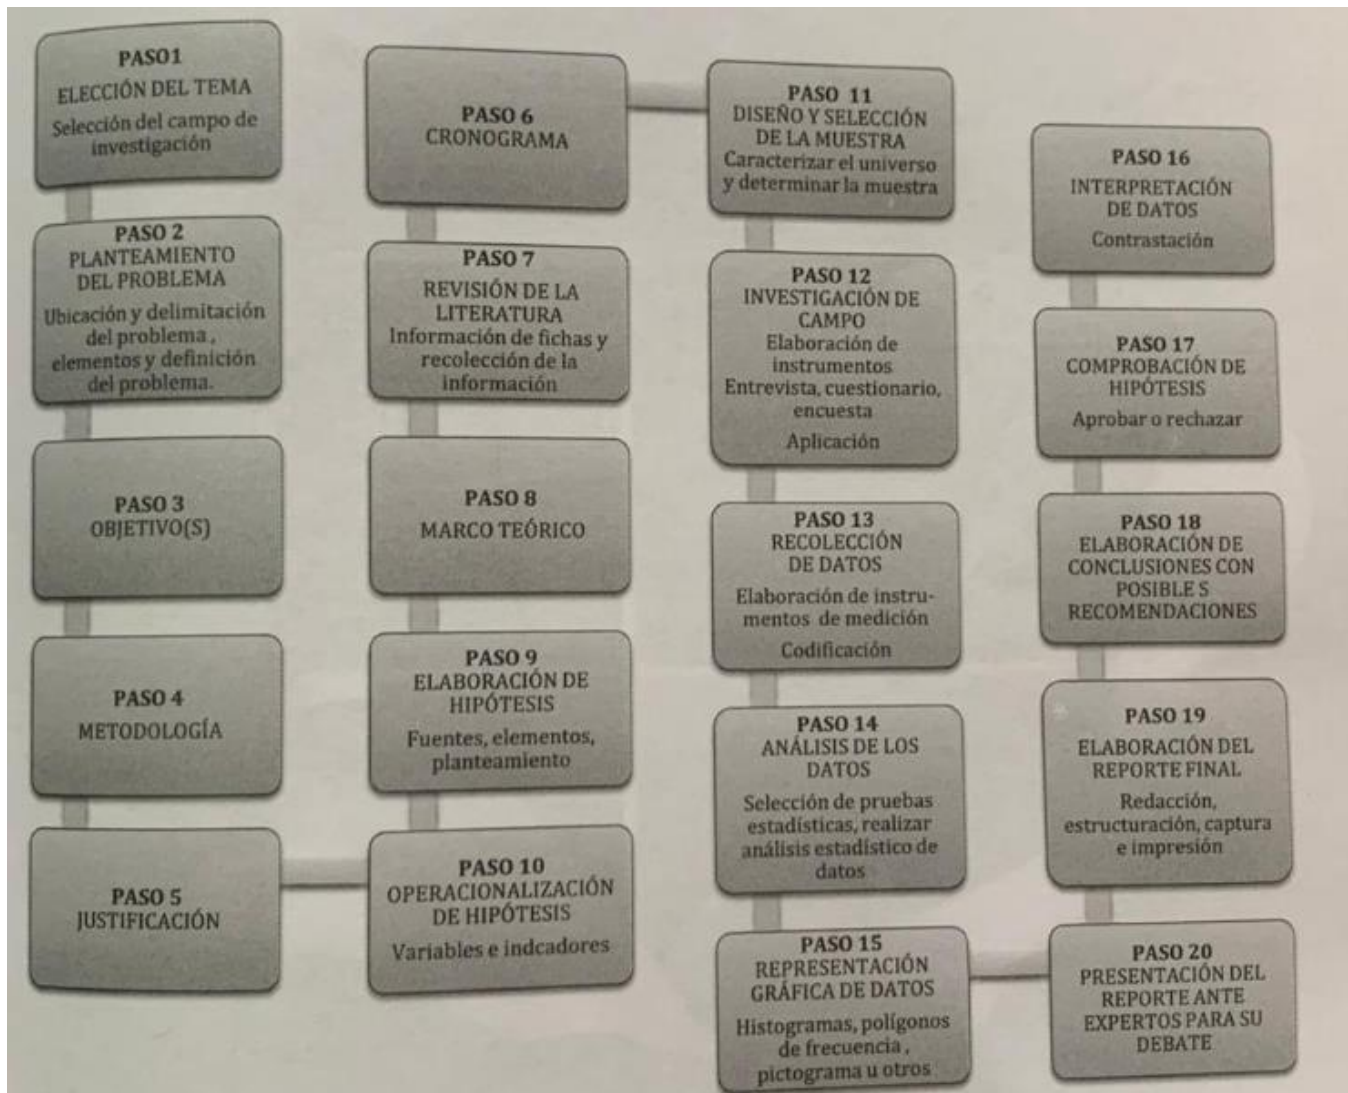 PASO1
ELECCIÓN DEL TEMA
Selección del campo de
investigación
PASO 2
PLANTEAMIENTO
DEL PROBLEMA
Ubicación y delimitación
del problema ,
elementos y definición
del problema.
PASO 3
OBJETIVO(S)
PASO 4
METODOLOGÍA
PASO 5
JUSTIFICACIÓN
PASO 6
CRONOGRAMA
PASO 7
REVISIÓN DE LA
LITERATURA
Información de fichas y
recolección de la
información
PASO 8
MARCO TEÓRICO
PASO 9
ELABORACIÓN DE
HIPÓTESIS
Fuentes, elementos,
planteamiento
PASO 10
OPERACIONALIZACIÓN
DE HIPÓTESIS
Variables e indcadores
PASO 11
DISEÑO Y SELECCIÓN
DE LA MUESTRA
Caracterizar el universo
y determinar la muestra
PASO 12
INVESTIGACIÓN DE
CAMPO
Elaboración de
instrumentos
Entrevista, cuestionario,
encuesta
Aplicación
PASO 13
RECOLECCIÓN
DE DATOS
Elaboración de instru-
mentos de medición
Codificación
PASO 14
ANÁLISIS DE LOS
DATOS
Selección de pruebas
estadísticas, realizar
análisis estadístico de
datos
PASO 15
REPRESENTACIÓN
GRÁFICA DE DATOS
Histogramas, polígonos
de frecuencia ,
pictograma u otros
PASO 16
INTERPRETACIÓN
DE DATOS
Contrastación
PASO 17
COMPROBACIÓN DE
HIPÓTESIS
Aprobar o rechazar
PASO 18
ELABORACIÓN DE
CONCLUSIONES CON
POSIBLE S
RECOMENDACIONES
PASO 19
ELABORACIÓN DEL
REPORTE FINAL
Redacción,
estructuración, captura
e impresión
PASO 20
PRESENTACIÓN DEL
REPORTE ANTE
EXPERTOS PARA SU
DEBATE